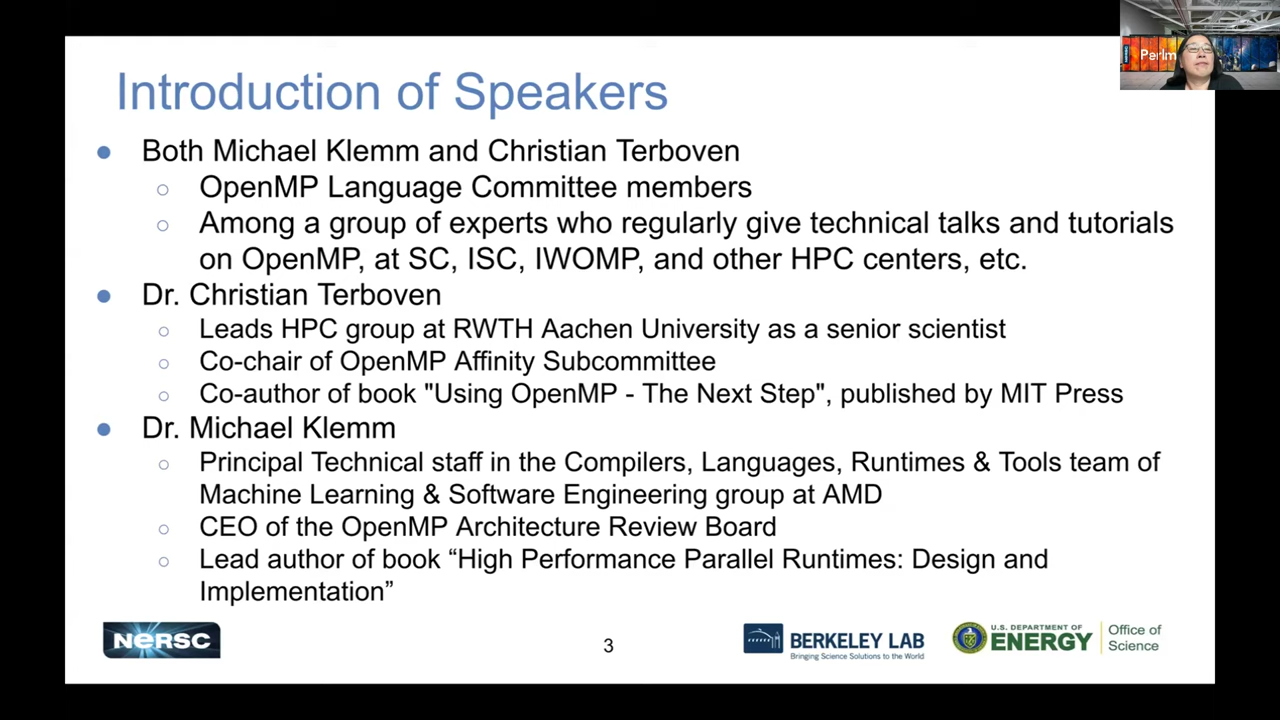 Introduction of Speakers
Both Michael Klemm and Christian Terboven
OpenMP Language Committee members
Among a group of experts who regularly give technical talks and tutorials
on OpenMP, at SC, ISC, IWOMP, and other HPC centers, etc.
Dr. Christian Terboven
Leads HPC group at RWTH Aachen University as a senior scientist
Co-chair of OpenMP Affinity Subcommittee
Co-author of book "Using OpenMP - The Next Step", published by MIT Press
Dr. Michael Klemm
Principal Technical staff in the Compilers, Languages, Runtimes & Tools team of
Machine Learning & Software Engineering group at AMD
CEO of the OpenMP Architecture Review Board
Lead author of book “High Performance Parallel Runtimes: Design and
Implementation”
NERSC
3
BERKELEY LAB
Bringing Science Solutions to the World
U.S. DEPARTMENT OF
ENERGY
Office of
Science
Perlm